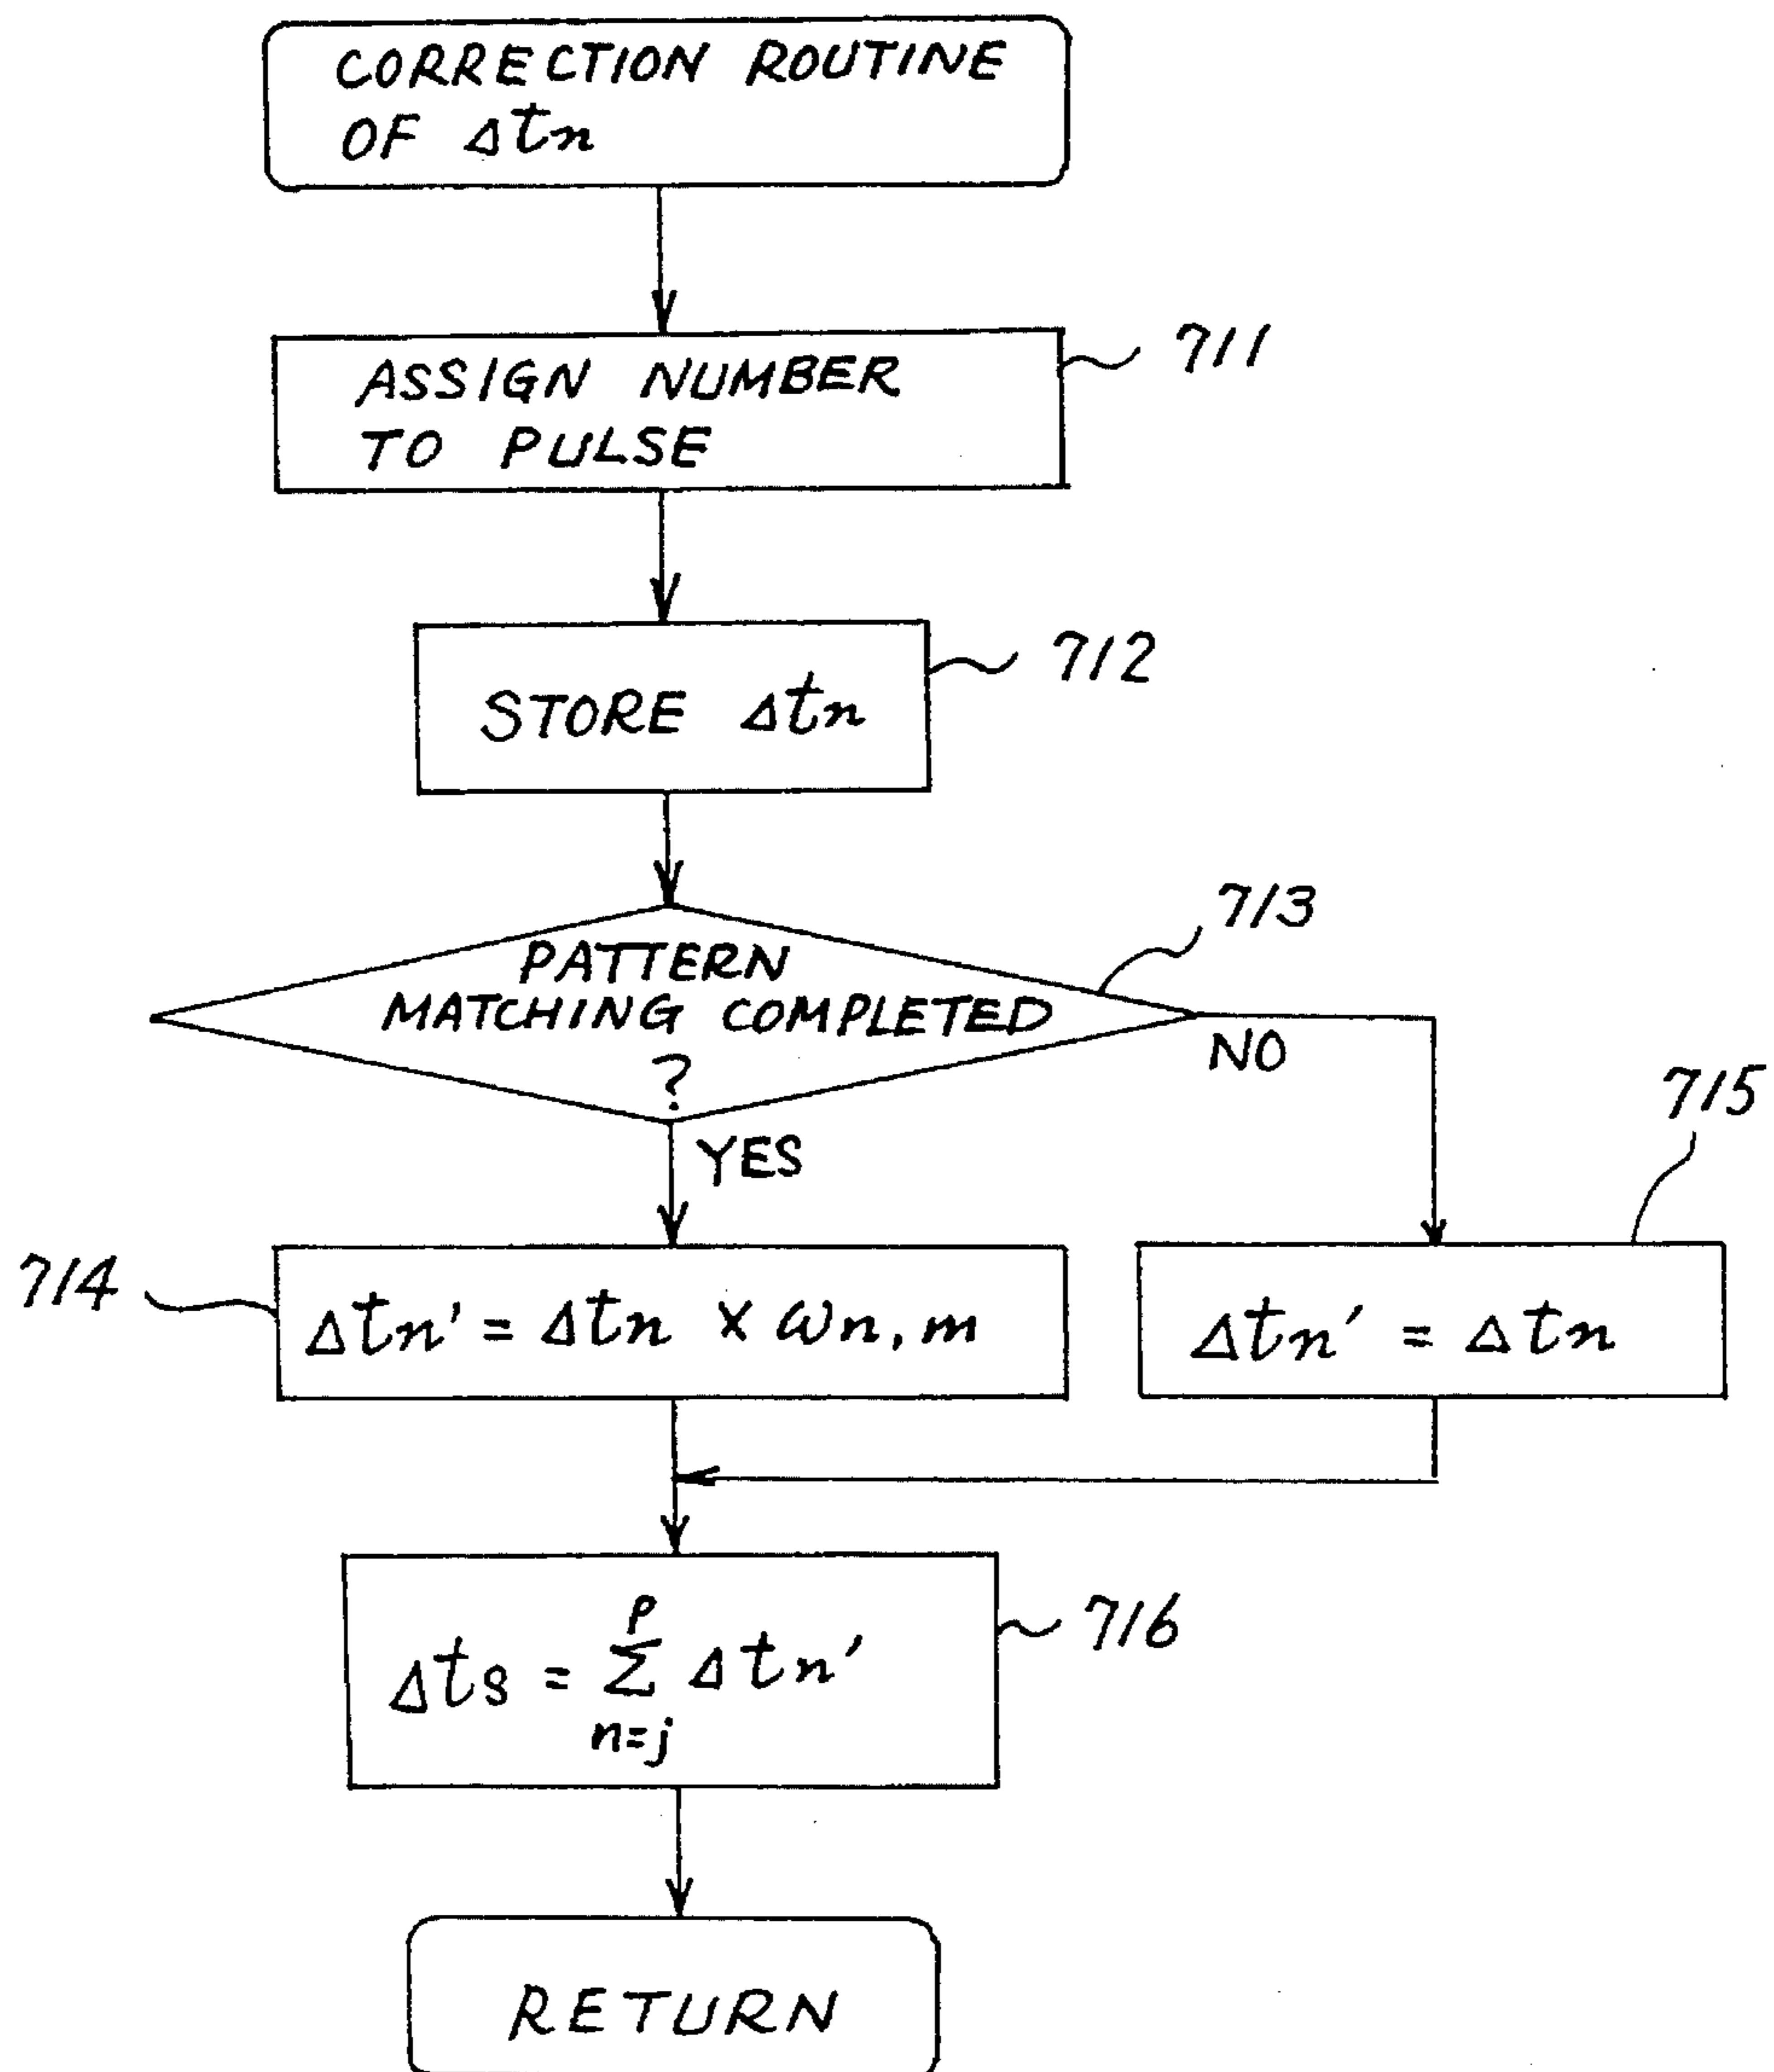 CORRECTION ROUTINE
OF Δtn
ASSIGN NUMBER
TO PULSE
711
STORE Δtn
712
PATTERN
MATCHING COMPLETED
?
713
NO
YES
714
Δtn' = Δtn × ωn,m
715
Δtn' = Δtn
Δts = Σ Δtn'
p
n=j
716
RETURN